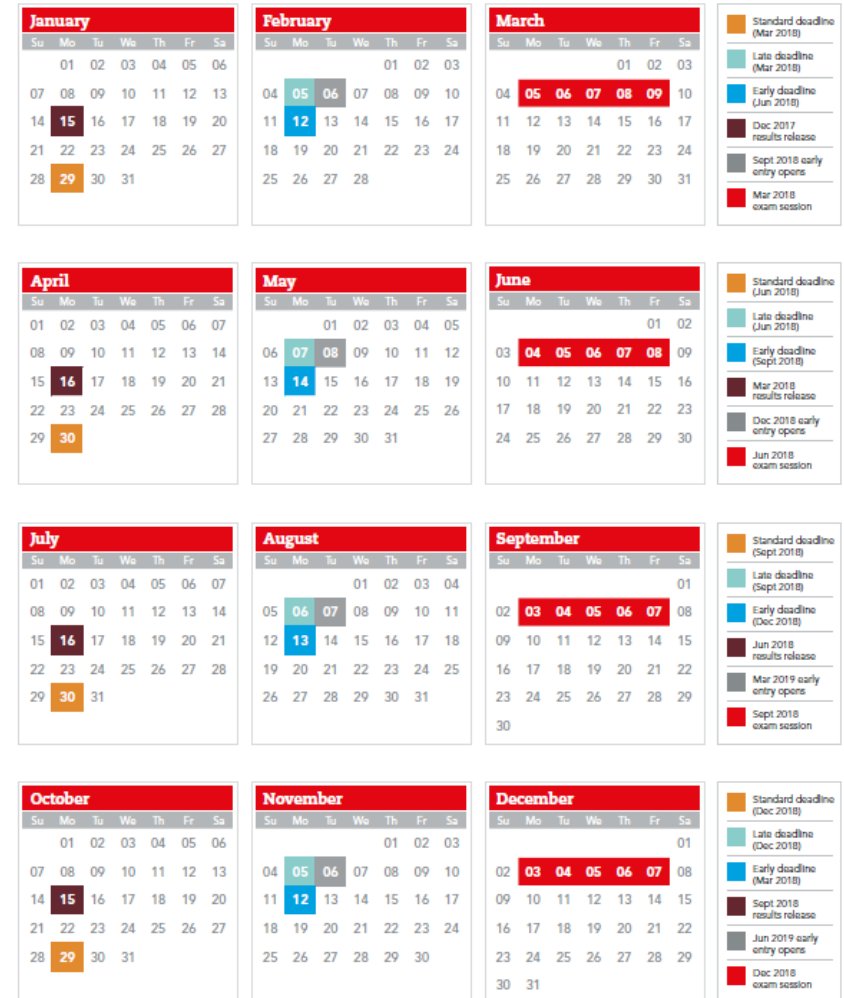 January
Su Mo Tu We Th Fr Sa
01 02 03 04 05 06
07 08 09 10 11 12 13
14 15 16 17 18 19 20
21 22 23 24 25 26 27
28 29 30 31
February
Su Mo Tu We Th Fr Sa
01 02 03
04 05 06 07 08 09 10
11 12 13 14 15 16 17
18 19 20 21 22 23 24
25 26 27 28
March
Su Mo Tu We Th Fr Sa
01 02 03
04 05 06 07 08 09 10
11 12 13 14 15 16 17
18 19 20 21 22 23 24
25 26 27 28 29 30 31
Standard deadline
(Mar 2018)
Late deadline
(Mar 2018)
Early deadline
(Jun 2018)
Dec 2017
results release
Sept 2018 early
entry opens
Mar 2018
exam session
April
Su Mo Tu We Th Fr Sa
01 02 03 04 05 06 07
08 09 10 11 12 13 14
15 16 17 18 19 20 21
22 23 24 25 26 27 28
29 30
May
Su Mo Tu We Th Fr Sa
01 02 03 04 05
06 07 08 09 10 11 12
13 14 15 16 17 18 19
20 21 22 23 24 25 26
27 28 29 30 31
June
Su Mo Tu We Th Fr Sa
01 02
03 04 05 06 07 08 09
10 11 12 13 14 15 16
17 18 19 20 21 22 23
24 25 26 27 28 29 30
Standard deadline
(Jun 2018)
Late deadline
(Jun 2018)
Early deadline
(Sept 2018)
Mar 2018
results release
Dec 2018 early
entry opens
Jun 2018
exam session
July
Su Mo Tu We Th Fr Sa
01 02 03 04 05 06 07
08 09 10 11 12 13 14
15 16 17 18 19 20 21
22 23 24 25 26 27 28
29 30 31
August
Su Mo Tu We Th Fr Sa
01 02 03 04
05 06 07 08 09 10 11
12 13 14 15 16 17 18
19 20 21 22 23 24 25
26 27 28 29 30 31
September
Su Mo Tu We Th Fr Sa
01
02 03 04 05 06 07 08
09 10 11 12 13 14 15
16 17 18 19 20 21 22
23 24 25 26 27 28 29
30
Standard deadline
(Sept 2018)
Late deadline
(Sept 2018)
Early deadline
(Dec 2018)
Jun 2018
results release
Mar 2019 early
entry opens
Sept 2018
exam session
October
Su Mo Tu We Th Fr Sa
01 02 03 04 05 06
07 08 09 10 11 12 13
14 15 16 17 18 19 20
21 22 23 24 25 26 27
28 29 30 31
November
Su Mo Tu We Th Fr Sa
01 02 03
04 05 06 07 08 09 10
11 12 13 14 15 16 17
18 19 20 21 22 23 24
25 26 27 28 29 30
December
Su Mo Tu We Th Fr Sa
01
02 03 04 05 06 07 08
09 10 11 12 13 14 15
16 17 18 19 20 21 22
23 24 25 26 27 28 29
30 31
Standard deadline
(Dec 2018)
Late deadline
(Dec 2018)
Early deadline
(Mar 2018)
Sept 2018
results release
Jun 2019 early
entry opens
Dec 2018
exam session